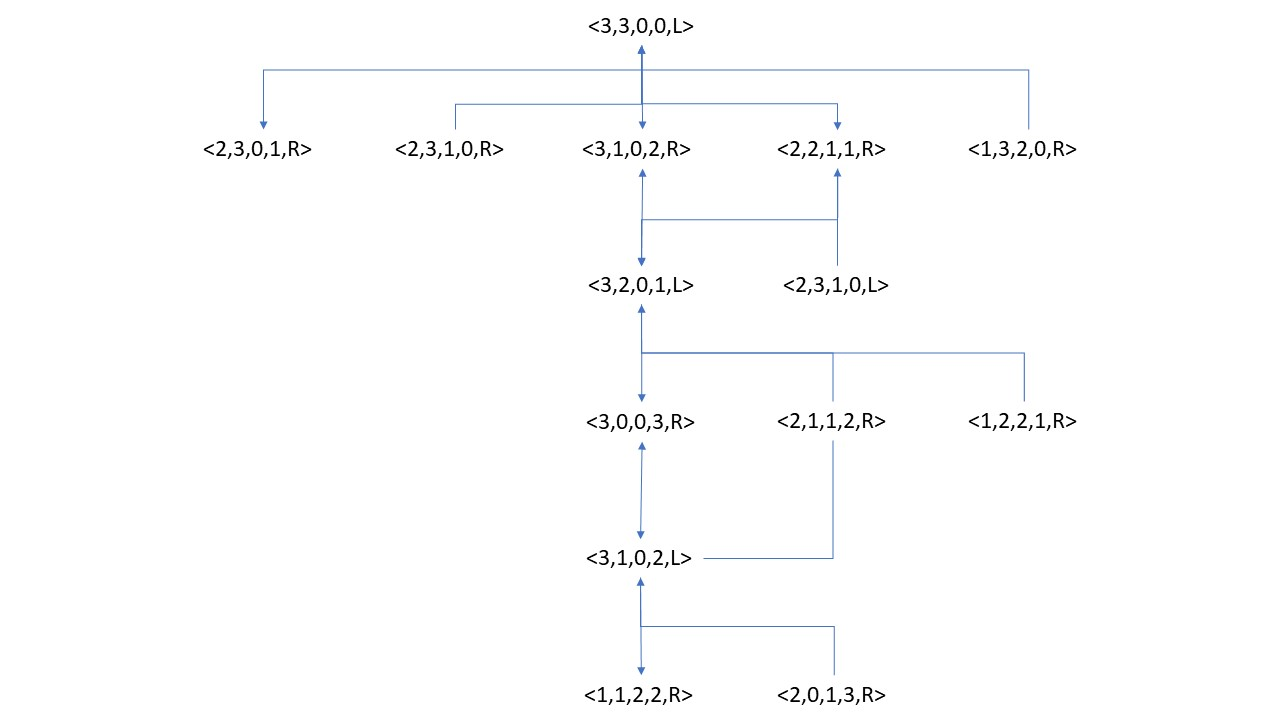 <3,3,0,0,L>
<2,3,0,1,R> <2,3,1,0,R> <3,1,0,2,R> <2,2,1,1,R> <1,3,2,0,R>
<3,2,0,1,L> <2,3,1,0,L>
<3,0,0,3,R> <2,1,1,2,R> <1,2,2,1,R>
<3,1,0,2,L>
<1,1,2,2,R> <2,0,1,3,R>